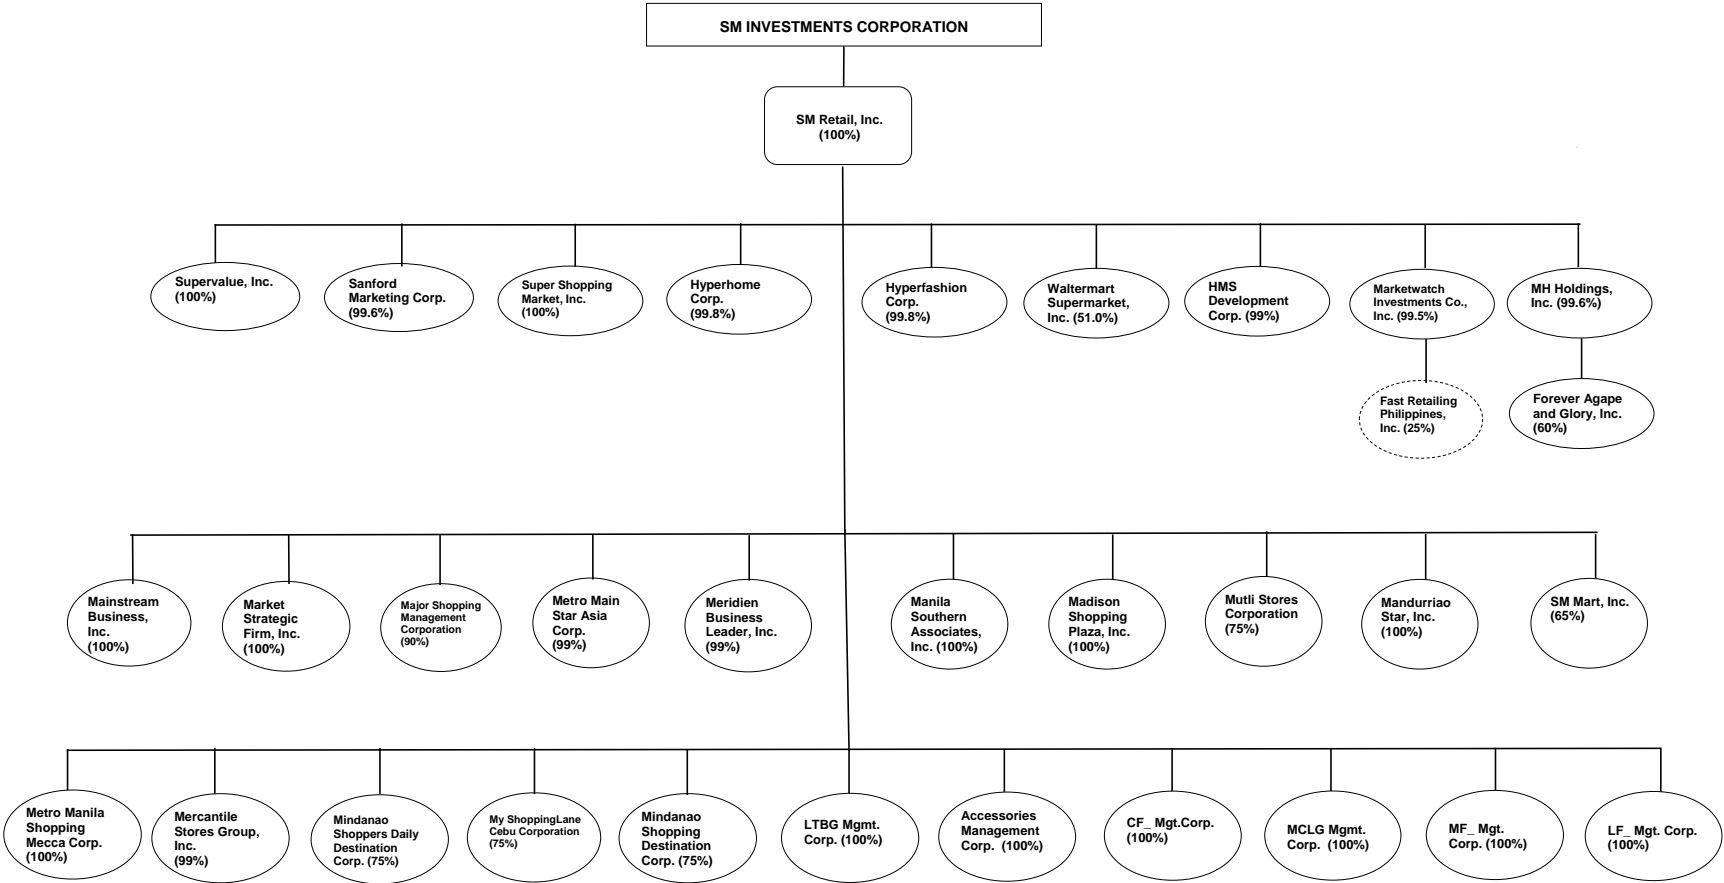 SM INVESTMENTS CORPORATION
SM Retail, Inc.
(100%)
Supervalue, Inc.
(100%)
Sanford
Marketing Corp.
(99.6%)
Super Shopping
Market, Inc.
(100%)
Hyperhome
Corp.
(99.8%)
Hyperfashion
Corp.
(99.8%)
Waltermart
Supermarket,
Inc. (51.0%)
HMS
Development
Corp. (99%)
Marketwatch
Investments Co.,
Inc. (99.5%)
MH Holdings,
Inc. (99.6%)
Fast Retailing
Philippines,
Inc. (25%)
Forever Agape
and Glory, Inc.
(60%)
Mainstream
Business,
Inc.
(100%)
Market
Strategic
Firm, Inc.
(100%)
Major Shopping
Management
Corporation
(90%)
Metro Main
Star Asia
Corp.
(99%)
Meridien
Business
Leader, Inc.
(99%)
Manila
Southern
Associates,
Inc. (100%)
Madison
Shopping
Plaza, Inc.
(100%)
Mutli Stores
Corporation
(75%)
Mandurriao
Star, Inc.
(100%)
SM Mart, Inc.
(65%)
Metro Manila
Shopping
Mecca Corp.
(100%)
Mercantile
Stores Group,
Inc.
(99%)
Mindanao
Shoppers Daily
Destination
Corp. (75%)
My ShoppingLane
Cebu Corporation
(75%)
Mindanao
Shopping
Destination
Corp. (75%)
LTBG Mgmt.
Corp. (100%)
Accessories
Management
Corp. (100%)
CF_ Mgt.Corp.
(100%)
MCLG Mgmt.
Corp. (100%)
MF_ Mgt.
Corp. (100%)
LF_ Mgt. Corp.
(100%)